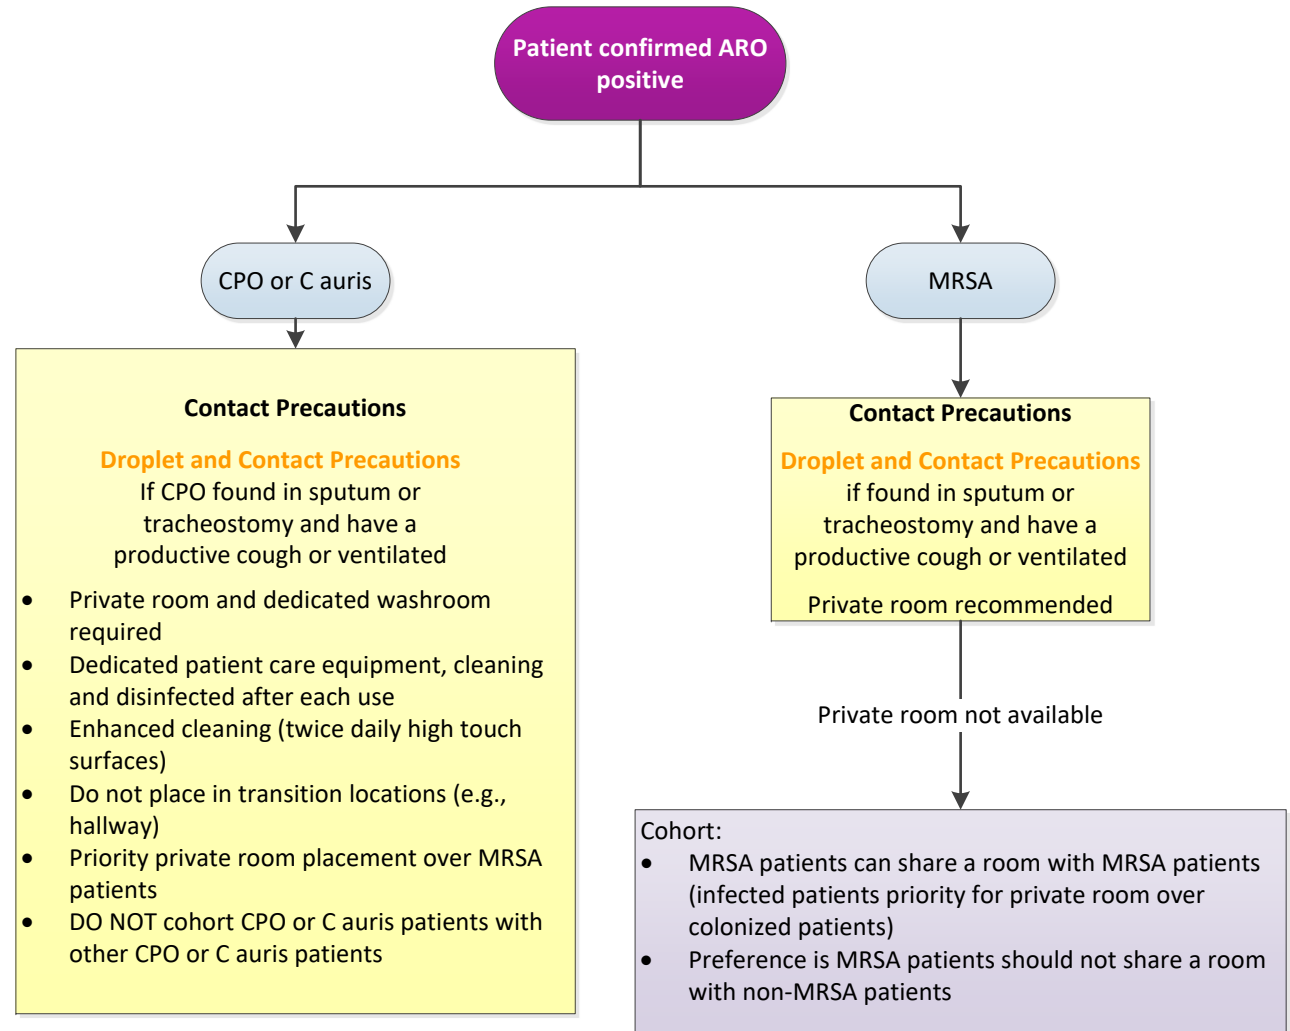 Patient confirmed ARO
positive
CPO or C auris
Contact Precautions
Droplet and Contact Precautions
If CPO found in sputum or
tracheostomy and have a
productive cough or ventilated
• Private room and dedicated washroom
required
• Dedicated patient care equipment, cleaning
and disinfected after each use
• Enhanced cleaning (twice daily high touch
surfaces)
• Do not place in transition locations (e.g.,
hallway)
• Priority private room placement over MRSA
patients
• DO NOT cohort CPO or C auris patients with
other CPO or C auris patients
MRSA
Contact Precautions
Droplet and Contact Precautions
if found in sputum or
tracheostomy and have a
productive cough or ventilated
Private room recommended
Private room not available
Cohort:
• MRSA patients can share a room with MRSA patients
(infected patients priority for private room over
colonized patients)
• Preference is MRSA patients should not share a room
with non-MRSA patients